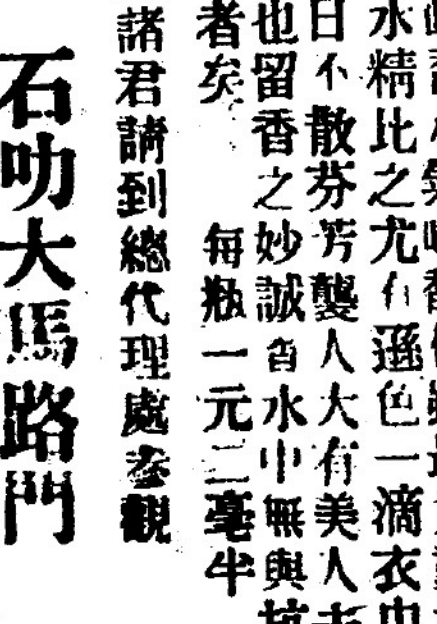 水精比之尤有遜色一滴衣中
日不散芬芳襲人大有美人
也留香之妙誠香水中無與
者矣 每瓶一元二毫半
諸君請到總代理處參觀
石叻大馬路門